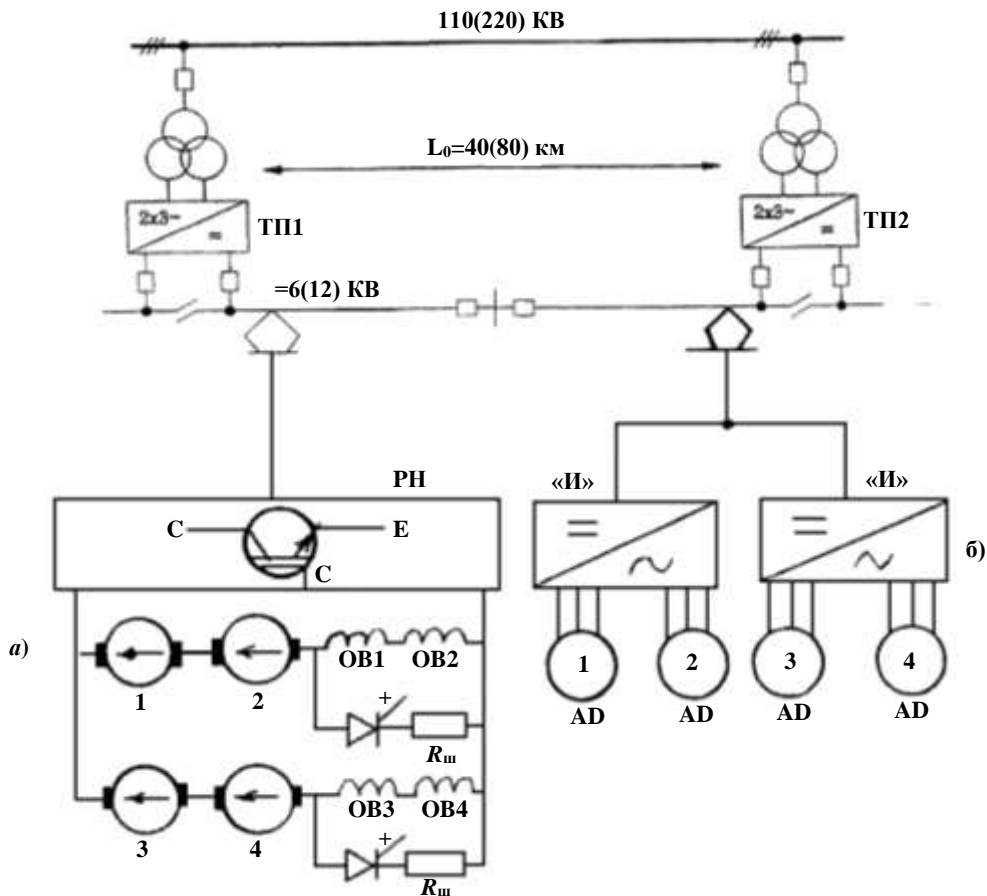 110(220) КВ
L₀=40(80) км
2x3~
=
ТП1
2x3~
=
ТП2
=6(12) КВ
РН
«И»
«И»
C
E
C
б)
а)
1
2
ОВ1
ОВ2
+
Rш
3
4
ОВ3
ОВ4
+
Rш
1
2
3
4
AD
AD
AD
AD